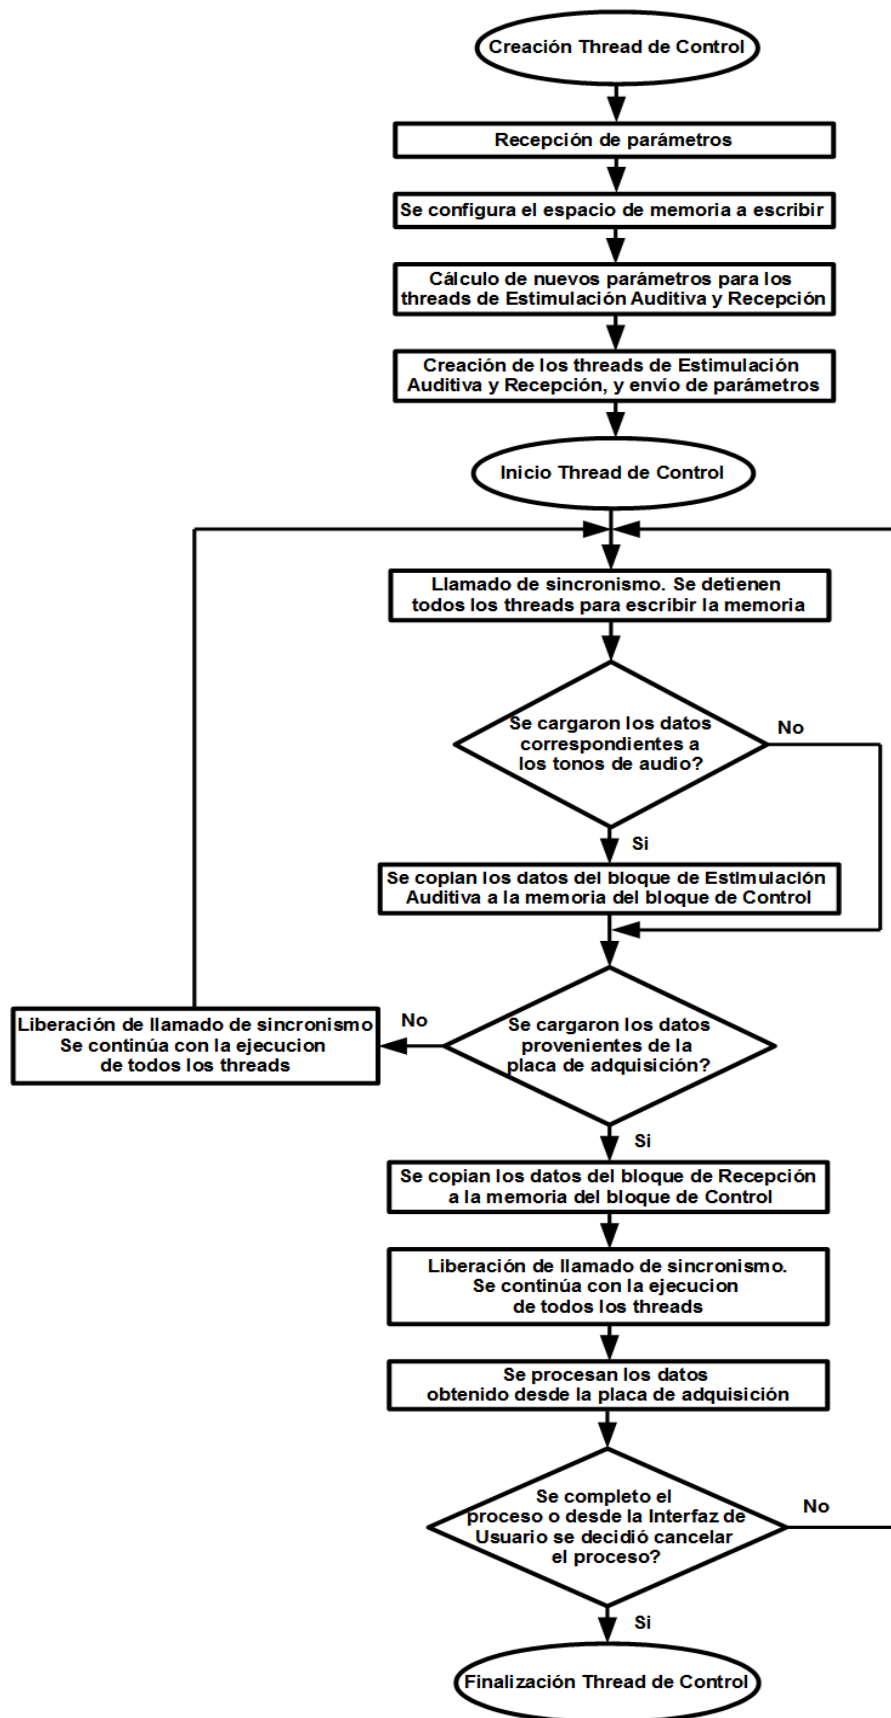 Creación Thread de Control
Recepción de parámetros
Se configura el espacio de memoria a escribir
Cálculo de nuevos parámetros para los
threads de Estimulación Auditiva y Recepción
Creación de los threads de Estimulación
Auditiva y Recepción, y envío de parámetros
Inicio Thread de Control
Llamado de sincronismo. Se detienen
todos los threads para escribir la memoria
Se cargaron los datos
correspondientes a
los tonos de audio?
No
Si
Se copian los datos del bloque de Estimulación
Auditiva a la memoria del bloque de Control
Se cargaron los datos
provenientes de la
placa de adquisición?
No
Liberación de llamado de sincronismo
Se continúa con la ejecucion
de todos los threads
Si
Se copian los datos del bloque de Recepción
a la memoria del bloque de Control
Liberación de llamado de sincronismo.
Se continúa con la ejecucion
de todos los threads
Se procesan los datos
obtenido desde la placa de adquisición
Se completo el
proceso o desde la Interfaz de
Usuario se decidió cancelar
el proceso?
No
Si
Finalización Thread de Control